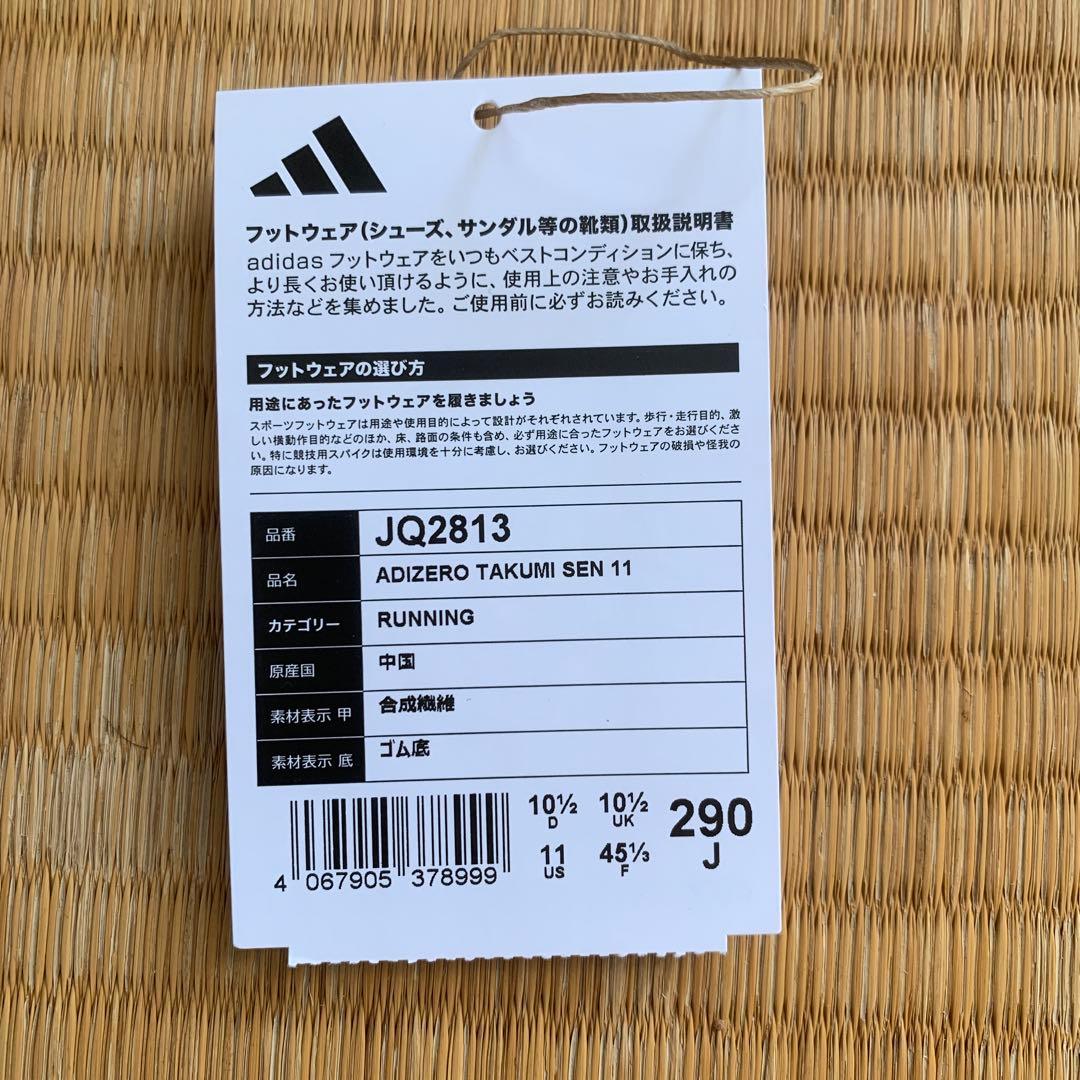 フットウェア(シューズ、サンダル等の靴類)取扱説明書
adidas フットウェアをいつもベストコンディションに保ち、
より長くお使い頂けるように、使用上の注意やお手入れの
方法などを集めました。ご使用前に必ずお読みください。
フットウェアの選び方
用途にあったフットウェアを履きましょう
スポーツフットウェアは用途や使用目的によって設計がそれぞれされています。歩行・走行目的、激
しい横動作目的などのほか、床、路面の条件も含め、必ず用途に合ったフットウェアをお選びくださ
い。特に競技用スパイクは使用環境を十分に考慮し、お選びください。フットウェアの破損や怪我の
原因になります。
品番 JQ2813
品名 ADIZERO TAKUMI SEN 11
カテゴリー RUNNING
原産国 中国
素材表示 甲 合成繊維
素材表示 底 ゴム底
10½ D 10½ UK 290 J
11 US 45⅓ F
4 067905 378999